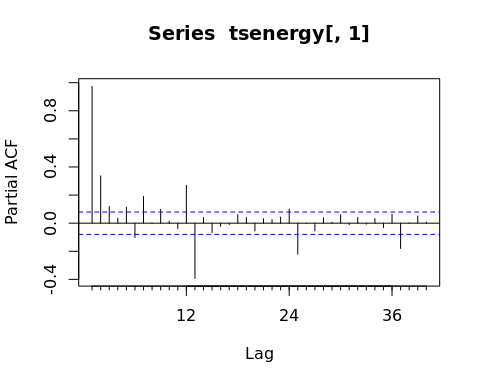 Series  tsenergy[, 1]
Partial ACF
0.8
0.4
0.0
-0.4
12
24
36
Lag